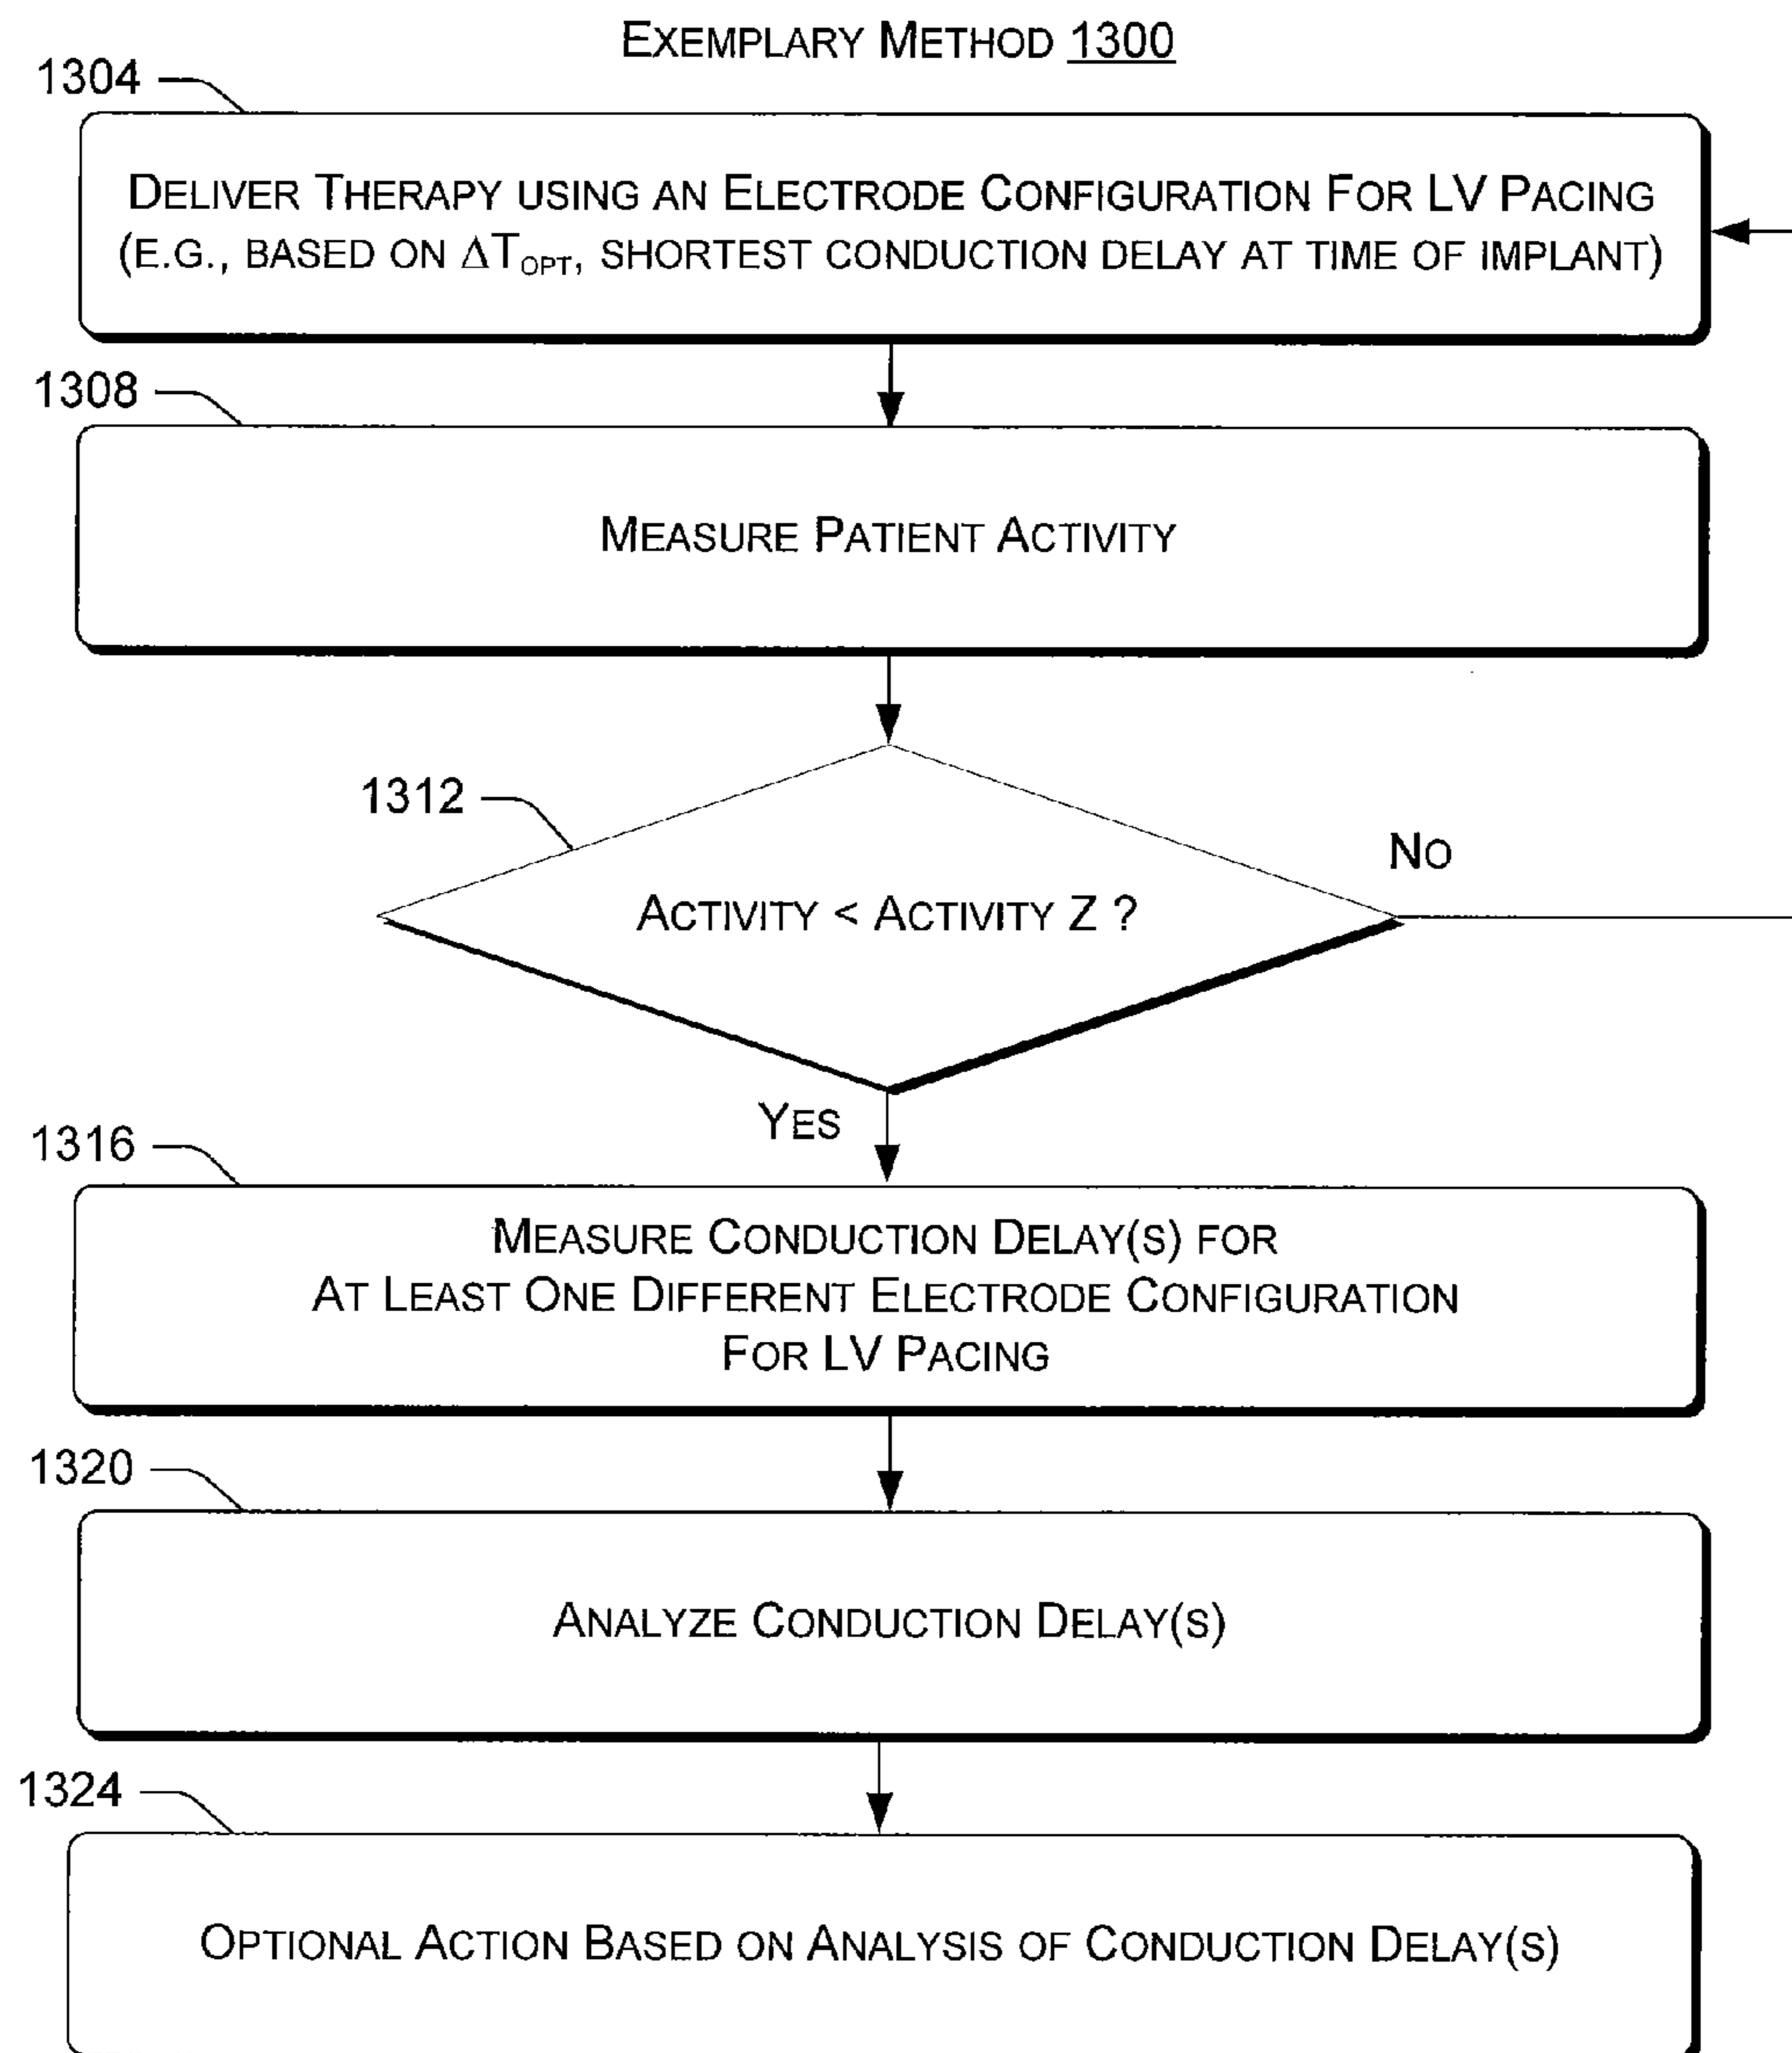 EXEMPLARY METHOD 1300
1304
DELIVER THERAPY USING AN ELECTRODE CONFIGURATION FOR LV PACING
(E.G., BASED ON ΔTOPT, SHORTEST CONDUCTION DELAY AT TIME OF IMPLANT)
1308
MEASURE PATIENT ACTIVITY
1312
NO
ACTIVITY < ACTIVITY Z ?
YES
1316
MEASURE CONDUCTION DELAY(S) FOR
AT LEAST ONE DIFFERENT ELECTRODE CONFIGURATION
FOR LV PACING
1320
ANALYZE CONDUCTION DELAY(S)
1324
OPTIONAL ACTION BASED ON ANALYSIS OF CONDUCTION DELAY(S)